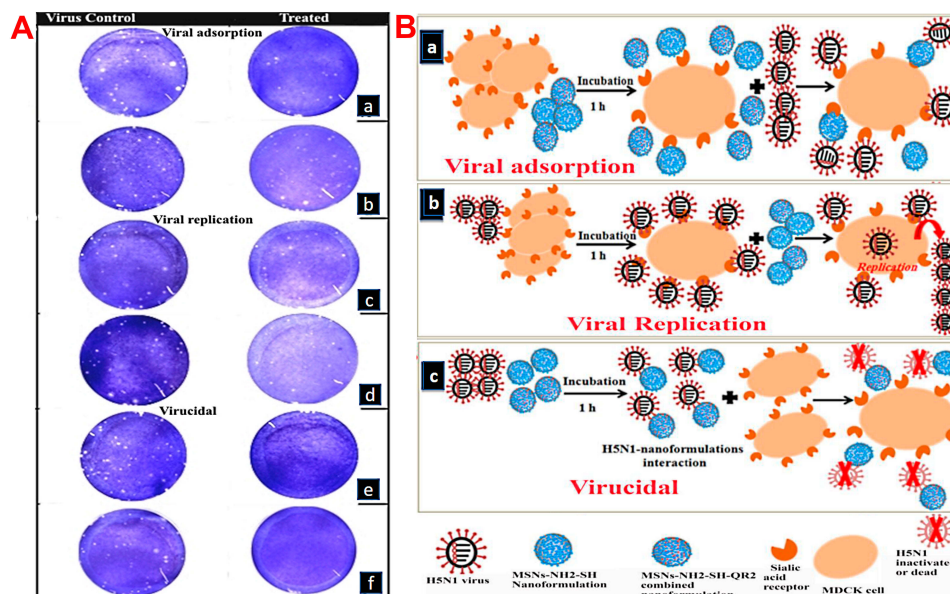 A
Virus Control
Treated
Viral adsorption
a
b
Viral replication
c
d
Virucidal
e
f
B
a
Incubation
1 h
Viral adsorption
b
Incubation
1 h
Replication
Viral Replication
c
Incubation
1 h
H5N1-nanoformulations
interaction
Virucidal
H5N1 virus
MSNs-NH2-SH
Nanoformulation
MSNs-NH2-SH-QR2
combined
nanoformulation
Sialic
acid
receptor
MDCK cell
H5N1
inactivate
or dead